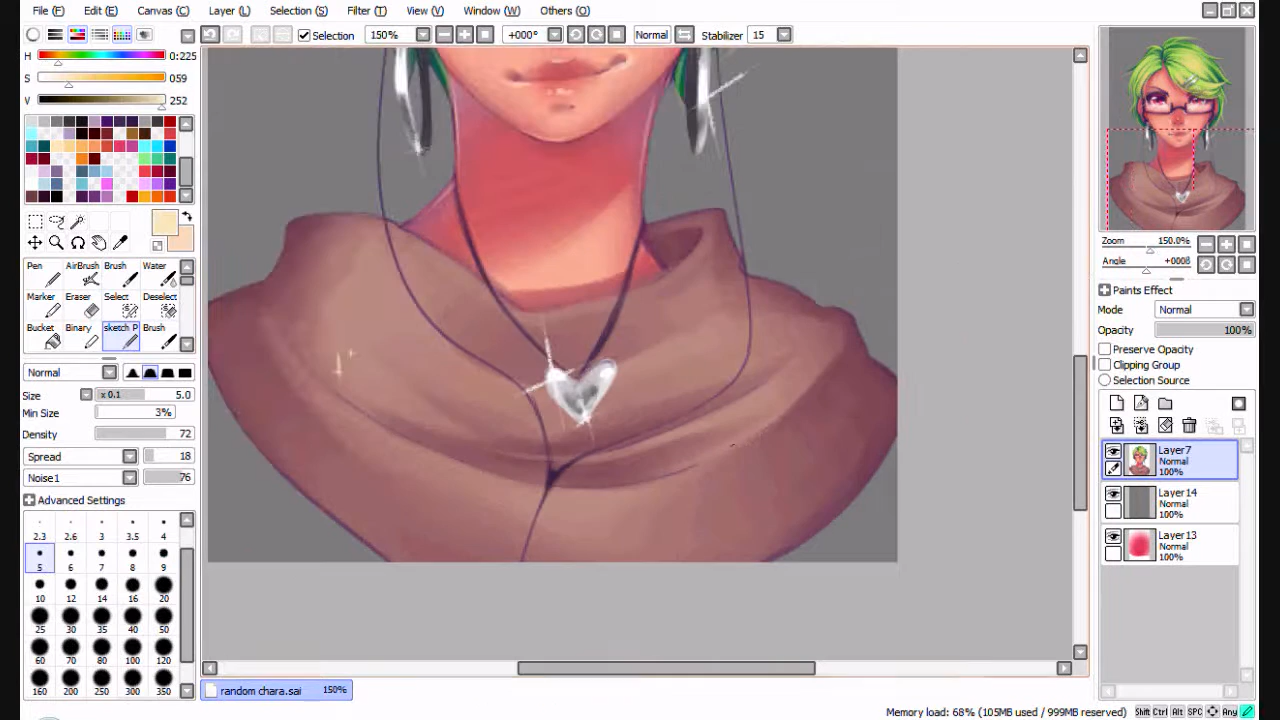 File (F) Edit (E) Canvas (C) Layer (L) Selection (S) Filter (T) View (V) Window (W) Others (O)
Selection 150% +000° Normal Stabilizer 15
H 0:225
S 059
V 252
Pen AirBrush Brush Water
Marker Eraser Select Deselect
Bucket Binary sketch P Brush
Normal
Size x 0.1 5.0
Min Size 3%
Density 72
Spread 18
Noise1 76
Advanced Settings
2.3 2.6 3 3.5 4
5 6 7 8 9
10 12 14 16 20
25 30 35 40 50
60 70 80 100 120
160 200 250 300 350
random chara.sai 150%
Zoom 150.0%
Angle +0008
Paints Effect
Mode Normal
Opacity 100%
Preserve Opacity
Clipping Group
Selection Source
Layer7
Normal
100%
Layer 14
Normal
100%
Layer 13
Normal
100%
Memory load: 68% (105MB used / 999MB reserved) Shift Ctrl Alt SPC Any